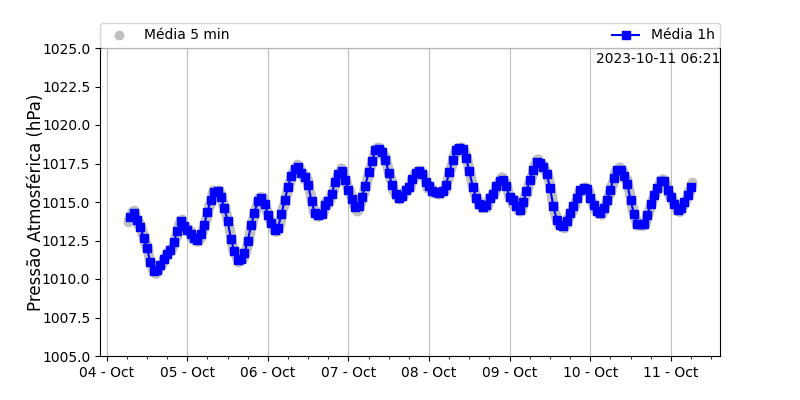 Média 5 min
Média 1h
2023-10-11 06:21
Pressão Atmosférica (hPa)
1025.0
1022.5
1020.0
1017.5
1015.0
1012.5
1010.0
1007.5
1005.0
04 - Oct
05 - Oct
06 - Oct
07 - Oct
08 - Oct
09 - Oct
10 - Oct
11 - Oct